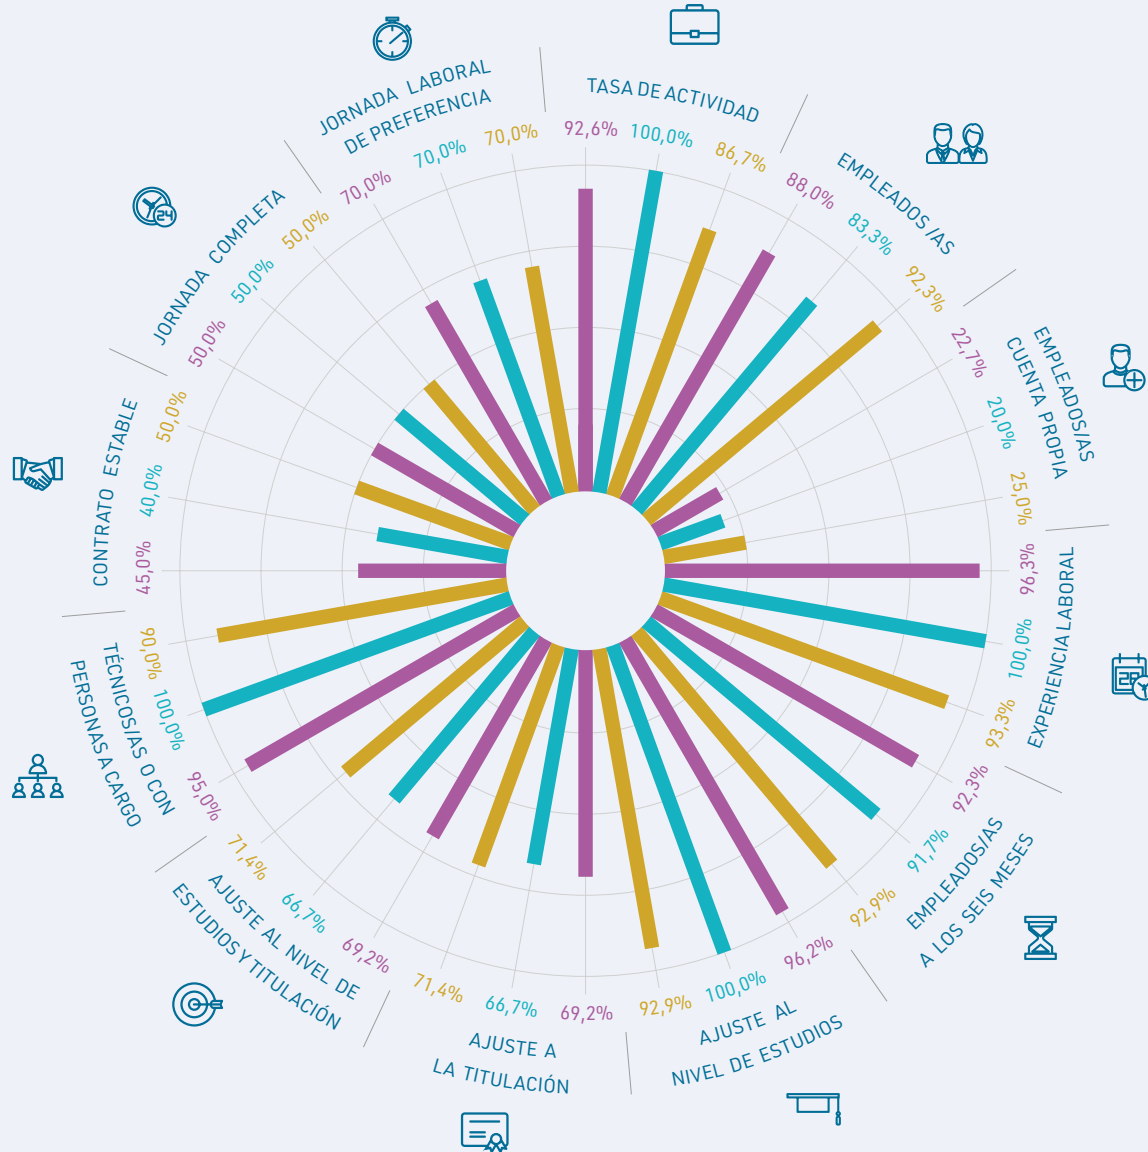 TASA DE ACTIVIDAD
92,6%
100,0%
86,7%
EMPLEADOS/AS
88,0%
83,3%
92,3%
EMPLEADOS/AS
CUENTA PROPIA
22,7%
20,0%
25,0%
EXPERIENCIA LABORAL
96,3%
100,0%
93,3%
EMPLEADOS/AS
A LOS SEIS MESES
92,3%
91,7%
92,9%
AJUSTE AL
NIVEL DE ESTUDIOS
96,2%
100,0%
92,9%
AJUSTE A
LA TITULACIÓN
69,2%
66,7%
71,4%
AJUSTE AL NIVEL DE
ESTUDIOS Y TITULACIÓN
69,2%
66,7%
71,4%
TÉCNICOS/AS O CON
PERSONAS A CARGO
95,0%
100,0%
90,0%
CONTRATO ESTABLE
45,0%
40,0%
50,0%
JORNADA COMPLETA
50,0%
50,0%
50,0%
JORNADA LABORAL
DE PREFERENCIA
70,0%
70,0%
70,0%
24